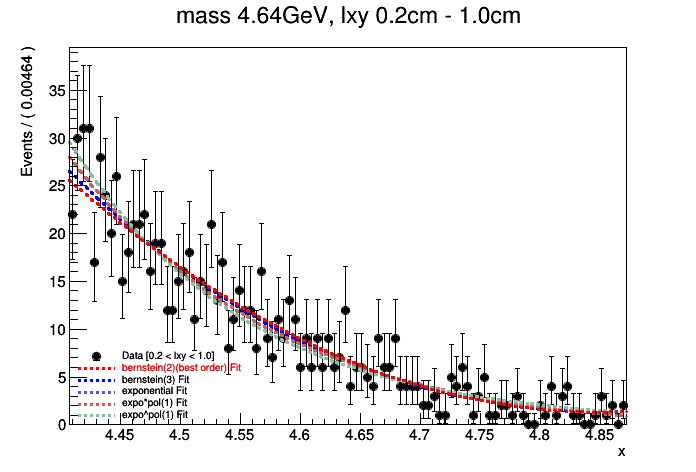 mass 4.64GeV, lxy 0.2cm - 1.0cm
Events / ( 0.00464 )
35
30
25
20
15
10
5
0
Data [0.2 < lxy < 1.0]
bernstein(2)(best order) Fit
bernstein(3) Fit
exponential Fit
expo*pol(1) Fit
expo*pol(1) Fit
4.45 4.5 4.55 4.6 4.65 4.7 4.75 4.8 4.85
x